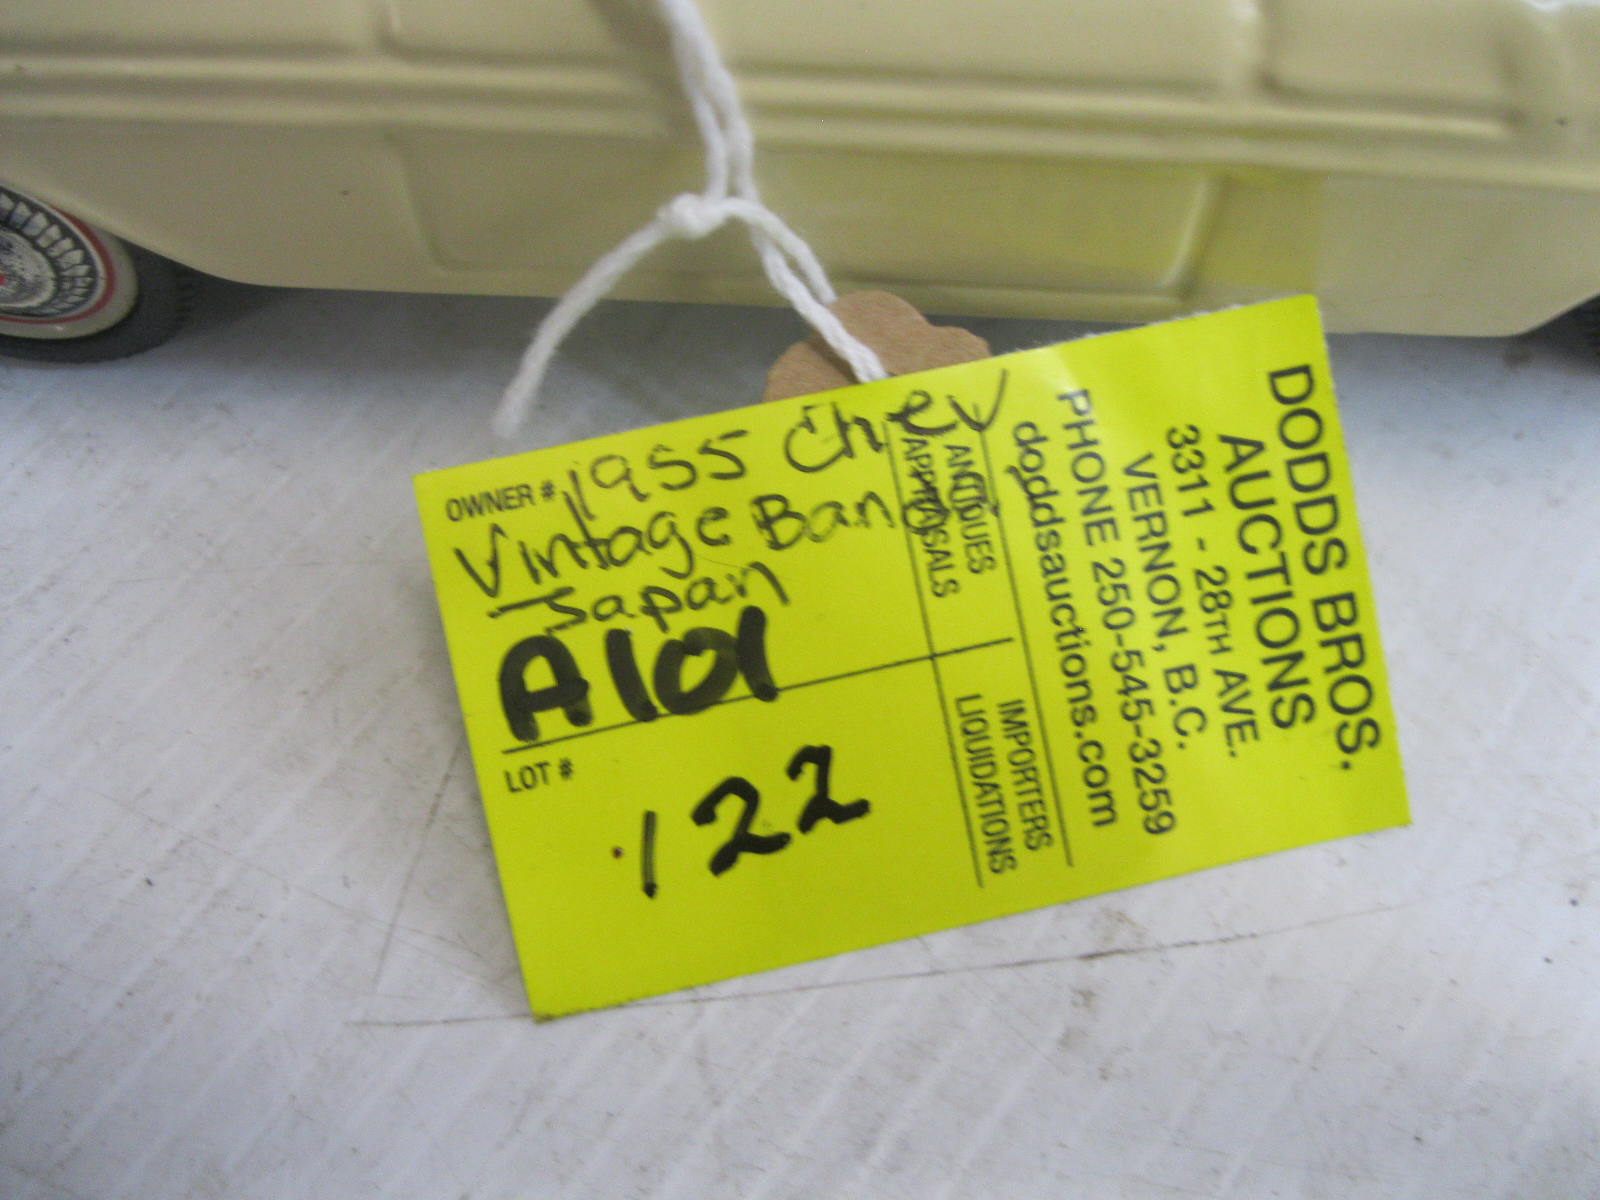 OWNER # 1955 Chev
Vintage Bandai
Japan
A101
LOT #
122
ANTIQUES
APPRAISALS
IMPORTERS
LIQUIDATIONS
DODDS BROS.
AUCTIONS
3311 - 28TH AVE.
VERNON, B.C.
PHONE 250-545-3259
doddsauctions.com